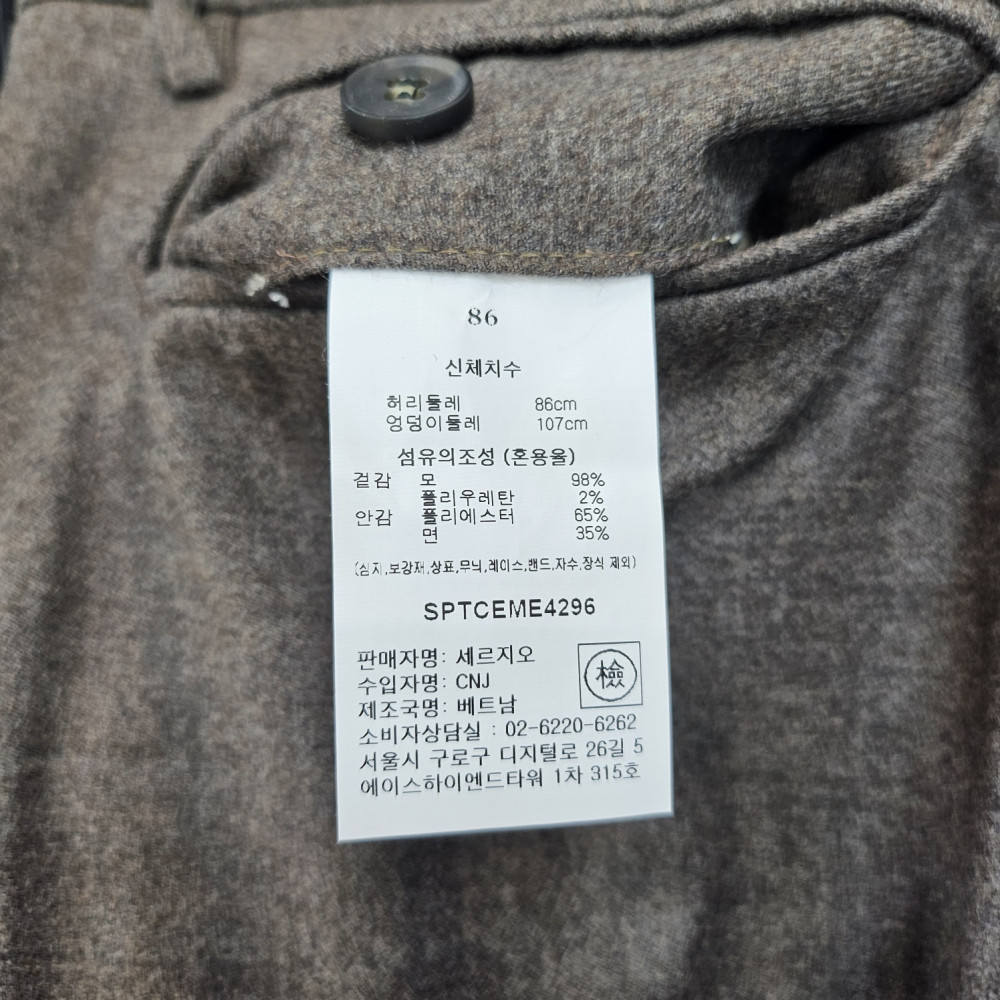 86
신체치수
허리둘레 86cm
엉덩이둘레 107cm
섬유의조성 (혼용율)
겉감 모 98%
폴리우레탄 2%
안감 폴리에스터 65%
면 35%
(심지,보강재,상표,무늬,레이스,밴드,자수,장식 제외)
SPTCEME4296
판매자명: 세르지오
수입자명: CNJ
檢
제조국명: 베트남
소비자상담실 : 02-6220-6262
서울시 구로구 디지털로 26길 5
에이스하이엔드타워 1차 315호